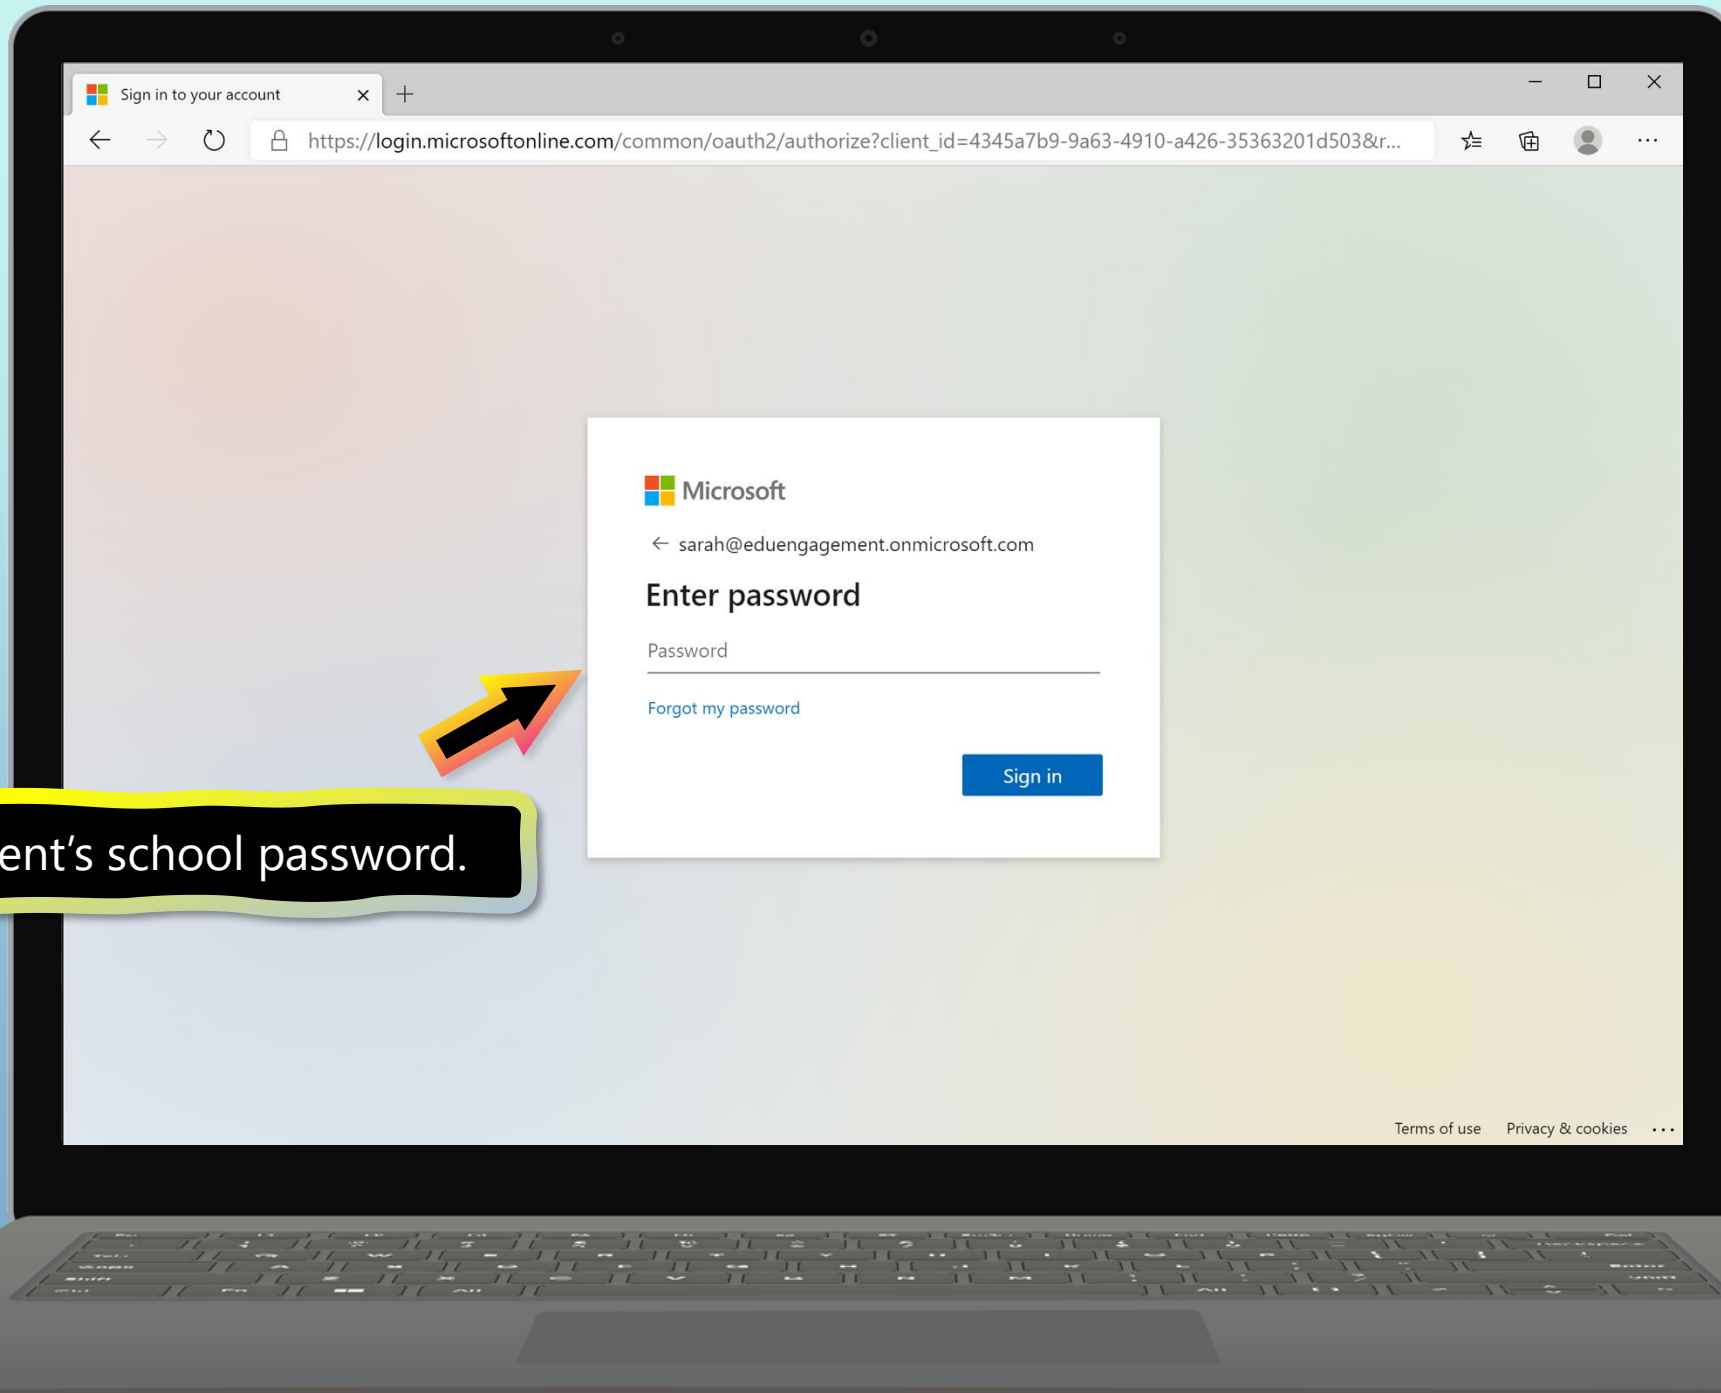 Sign in to your account
https://login.microsoftonline.com/common/oauth2/authorize?client_id=4345a7b9-9a63-4910-a426-35363201d503&r...
Microsoft
sarah@eduengagement.onmicrosoft.com
Enter password
Password
Forgot my password
Sign in
ent’s school password.
Terms of use Privacy & cookies